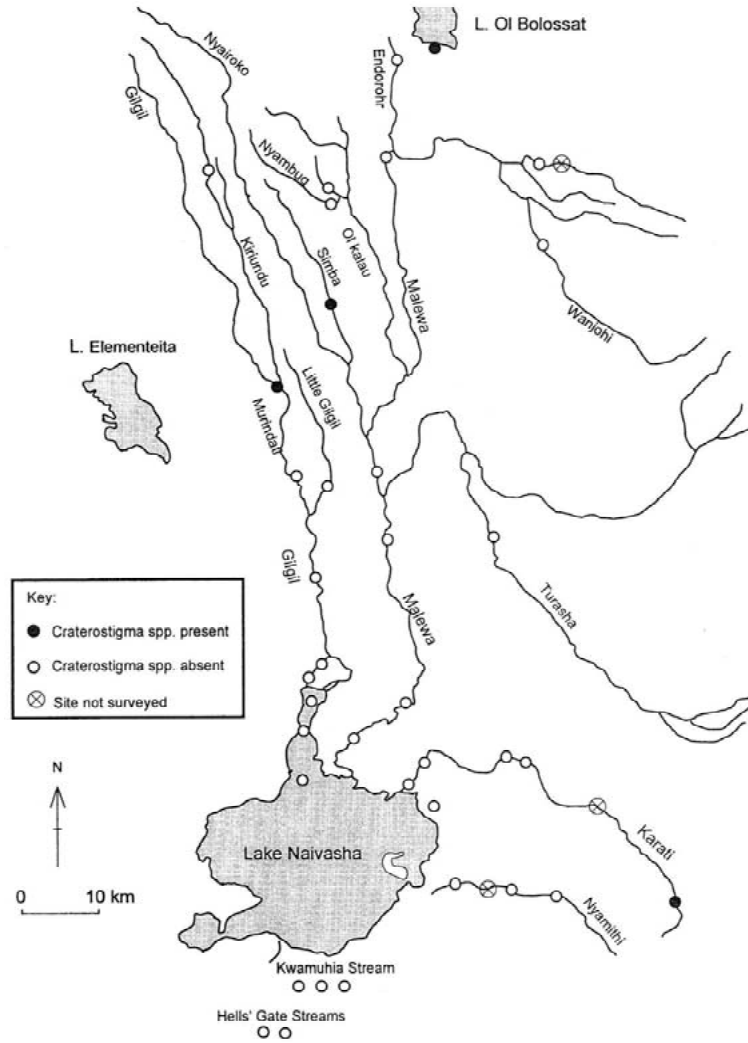 L. Ol Bolossat
Nyairoko
Endorohr
Gilgil
Nyambug
Ol kalau
Kiriundu
Simba
Malewa
Wanjohi
L. Elementeita
Little Gilgil
Murindati
Gilgil
Malewa
Turasha
Key:
Craterostigma spp. present
Craterostigma spp. absent
Site not surveyed
N
0 10 km
Lake Naivasha
Karati
Nyamithi
Kwamuhia Stream
Hells' Gate Streams